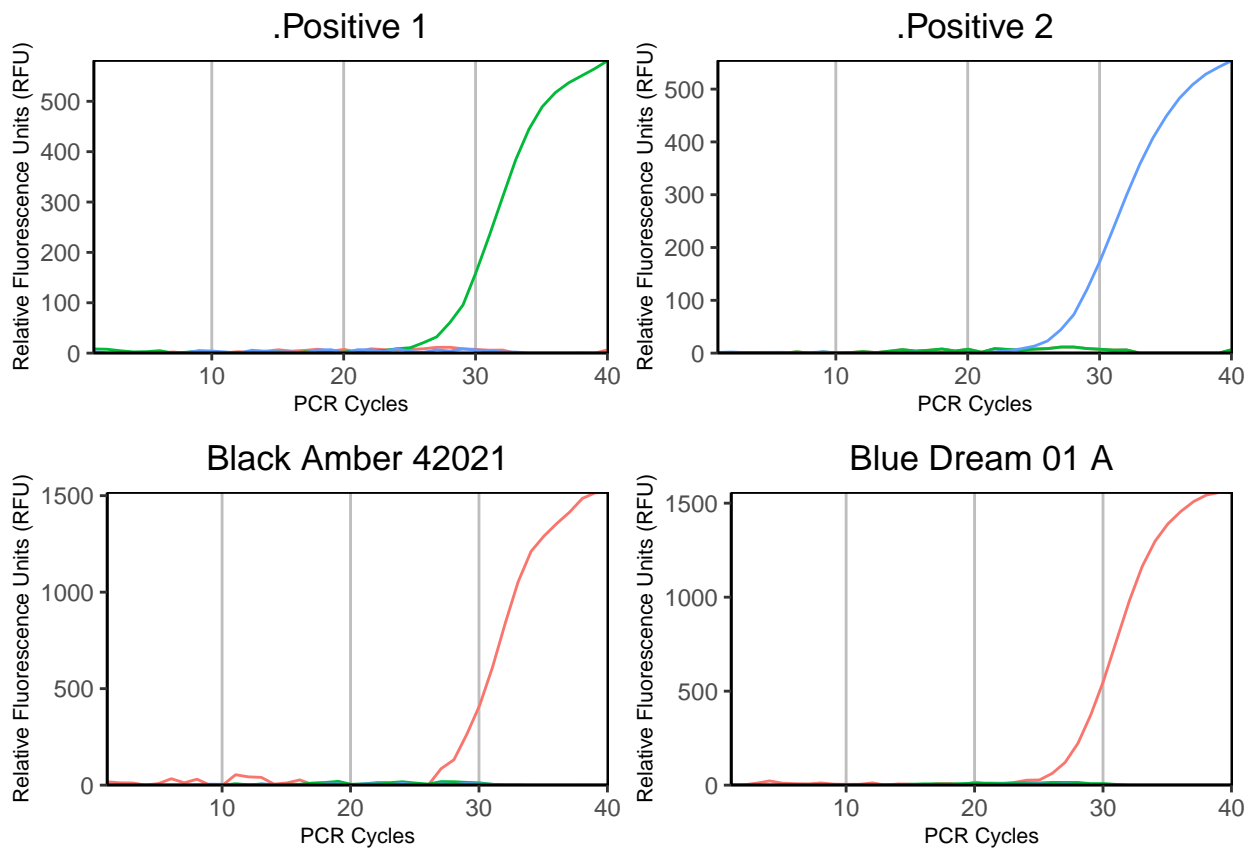 .Positive 1
Relative Fluorescence Units (RFU)
500
400
300
200
100
0
10 20 30 40
PCR Cycles
.Positive 2
Relative Fluorescence Units (RFU)
500
400
300
200
100
0
10 20 30 40
PCR Cycles
Black Amber 42021
Relative Fluorescence Units (RFU)
1500
1000
500
0
10 20 30 40
PCR Cycles
Blue Dream 01 A
Relative Fluorescence Units (RFU)
1500
1000
500
0
10 20 30 40
PCR Cycles